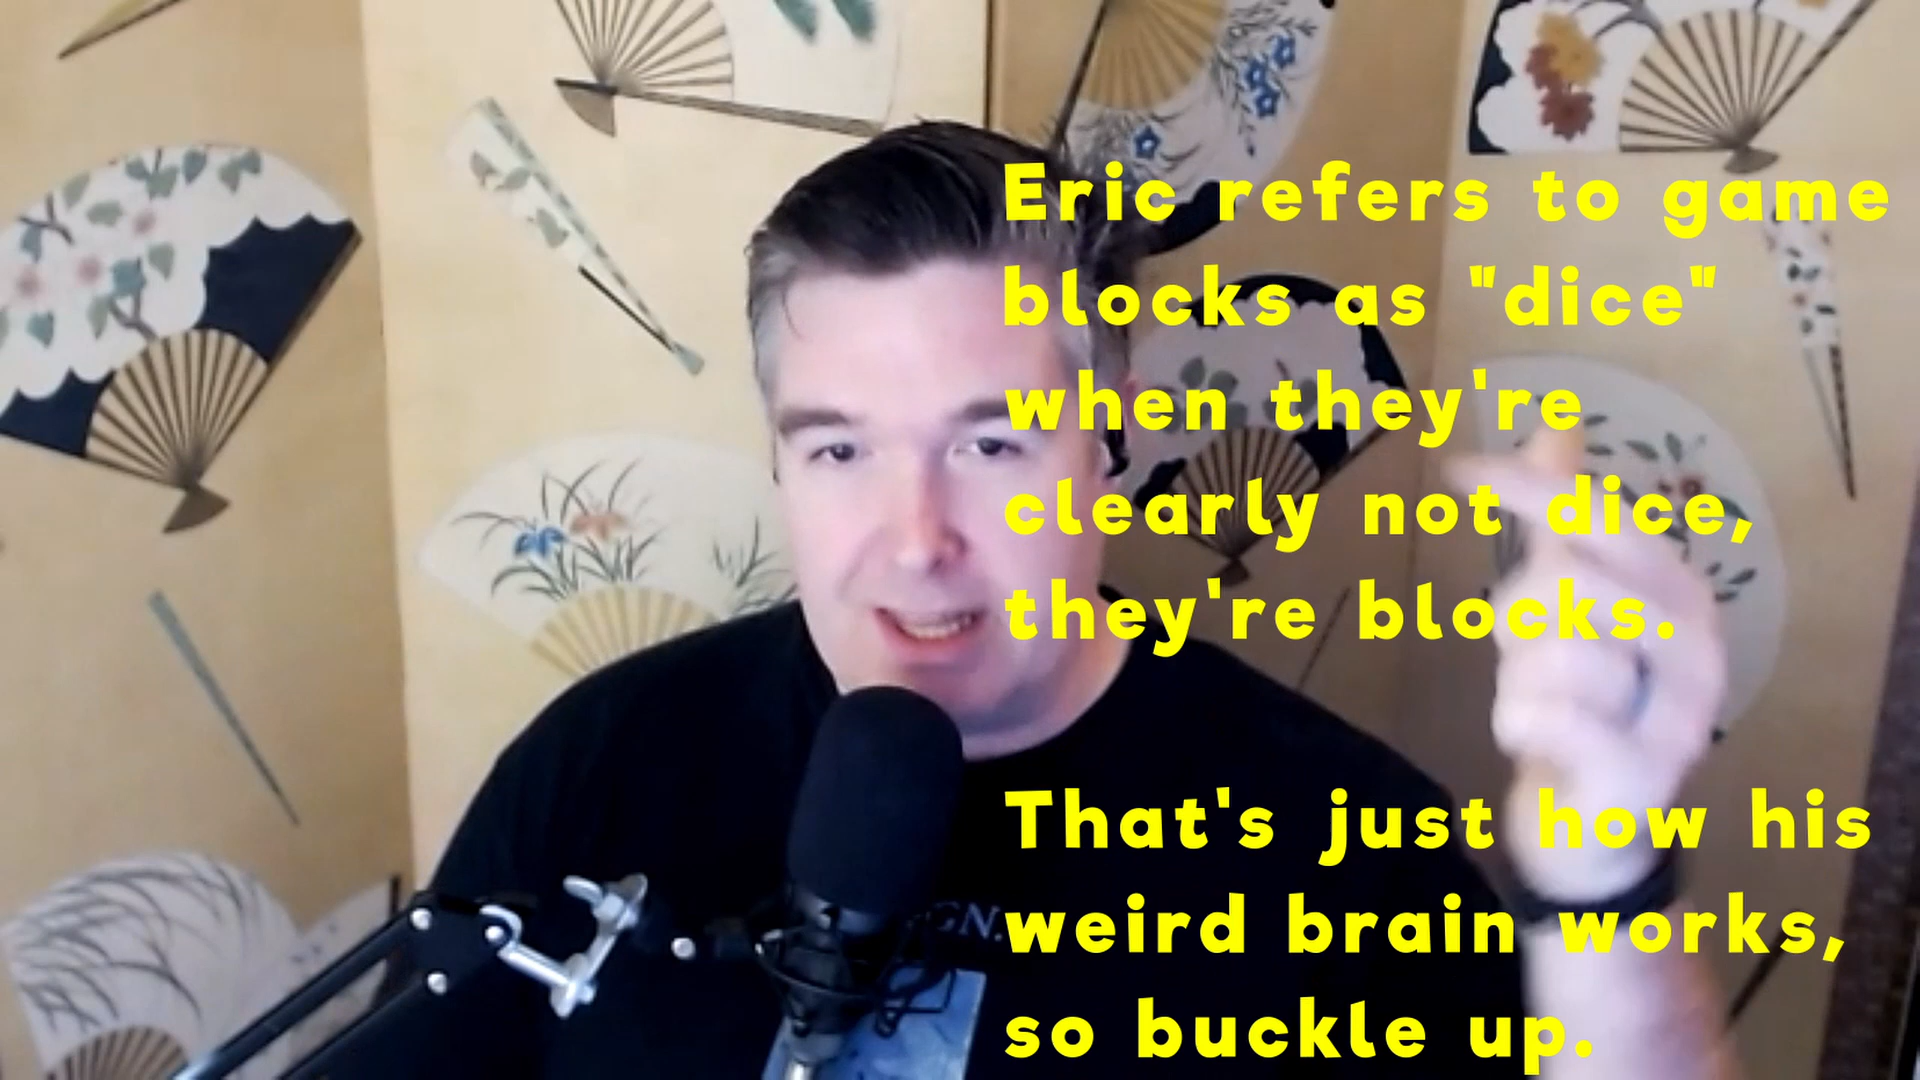 Eric refers to game
blocks as "dice"
when they're
clearly not dice,
they're blocks.
That's just how his
weird brain works,
so buckle up.